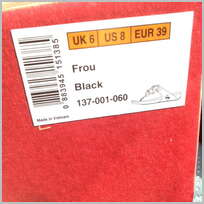 UK 6 US 8 EUR 39
Frou
Black
137-001-060
0 883945 151385
Made in Vietnam